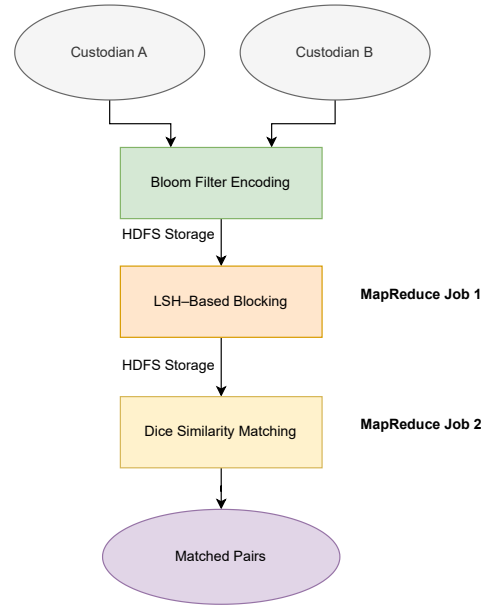 Custodian A
Custodian B
Bloom Filter Encoding
HDFS Storage
LSH–Based Blocking
MapReduce Job 1
HDFS Storage
Dice Similarity Matching
MapReduce Job 2
Matched Pairs